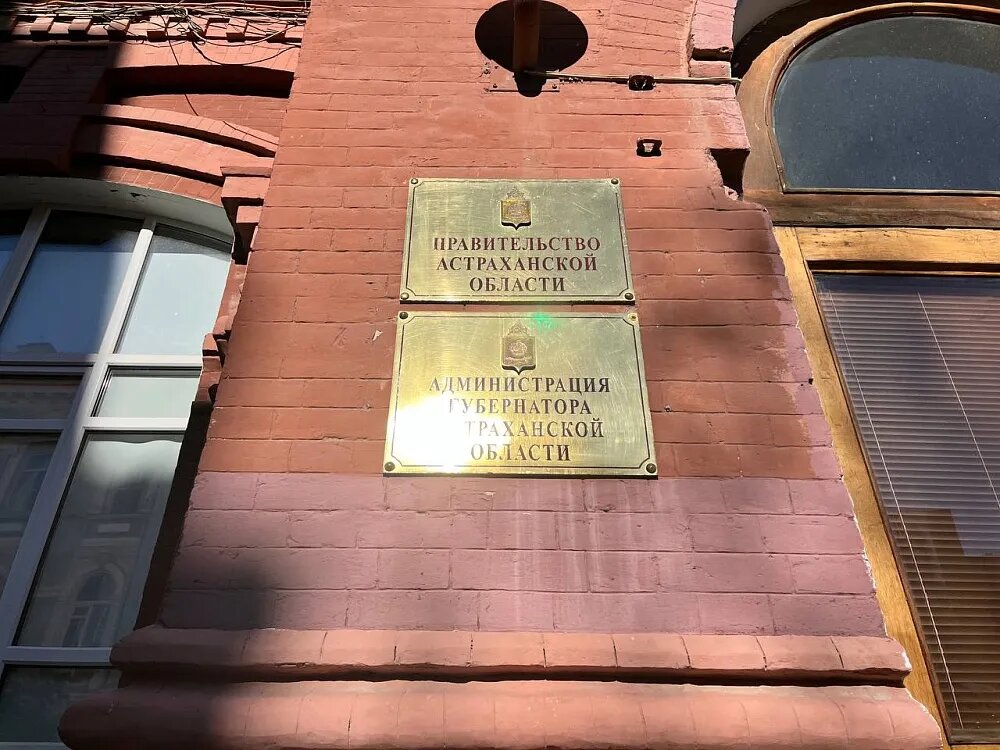 ПРАВИТЕЛЬСТВО
АСТРАХАНСКОЙ
ОБЛАСТИ
АДМИНИСТРАЦИЯ
ГУБЕРНАТОРА
АСТРАХАНСКОЙ
ОБЛАСТИ